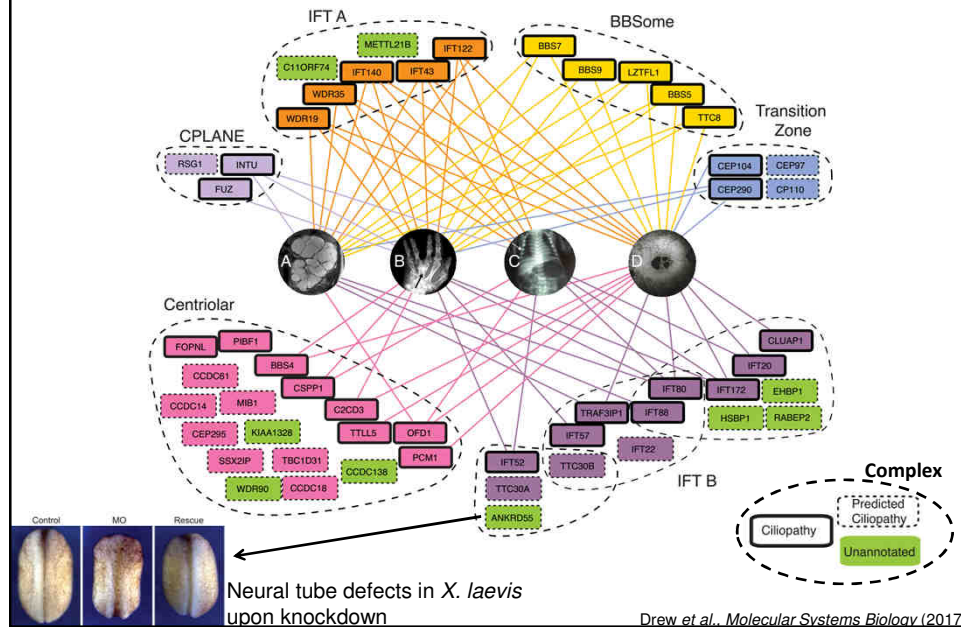 IFT A
BBSome
METTL21B
IFT122
C11ORF74
IFT140
IFT43
WDR35
WDR19
BBS7
BBS9
LZTFL1
BBS5
TTC8
CPLANE
RSG1
INTU
FUZ
Transition
Zone
CEP104
CEP97
CEP290
CP110
A
B
C
D
Centriolar
FOPNL
PIBF1
BBS4
CCDC61
CSPP1
CCDC14
MIB1
C2CD3
CEP295
KIAA1328
TTLL5
OFD1
SSX2IP
TBC1D31
PCM1
CCDC138
WDR90
CCDC18
CLUAP1
IFT20
IFT80
IFT172
EHBP1
TRAF3IP1
IFT88
HSBP1
RABEP2
IFT57
IFT22
IFT52
TTC30B
TTC30A
ANKRD55
IFT B
Complex
Ciliopathy
Predicted
Ciliopathy
Unannotated
Control
MO
Rescue
Neural tube defects in X. laevis
upon knockdown
Drew et al., Molecular Systems Biology (2017